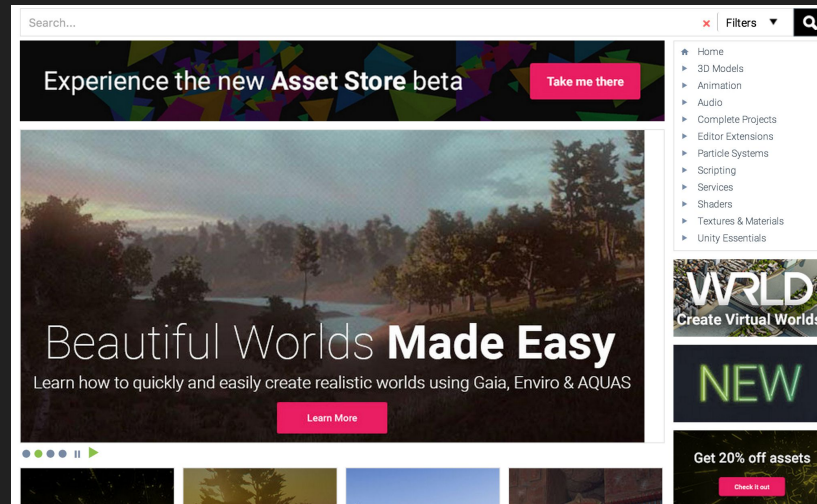 Search...
Filters
Experience the new Asset Store beta
Take me there
Beautiful Worlds Made Easy
Learn how to quickly and easily create realistic worlds using Gaia, Enviro & AQUAS
Learn More
Home
3D Models
Animation
Audio
Complete Projects
Editor Extensions
Particle Systems
Scripting
Services
Shaders
Textures & Materials
Unity Essentials
WRLD
Create Virtual Worlds
NEW
Get 20% off assets
Check it out